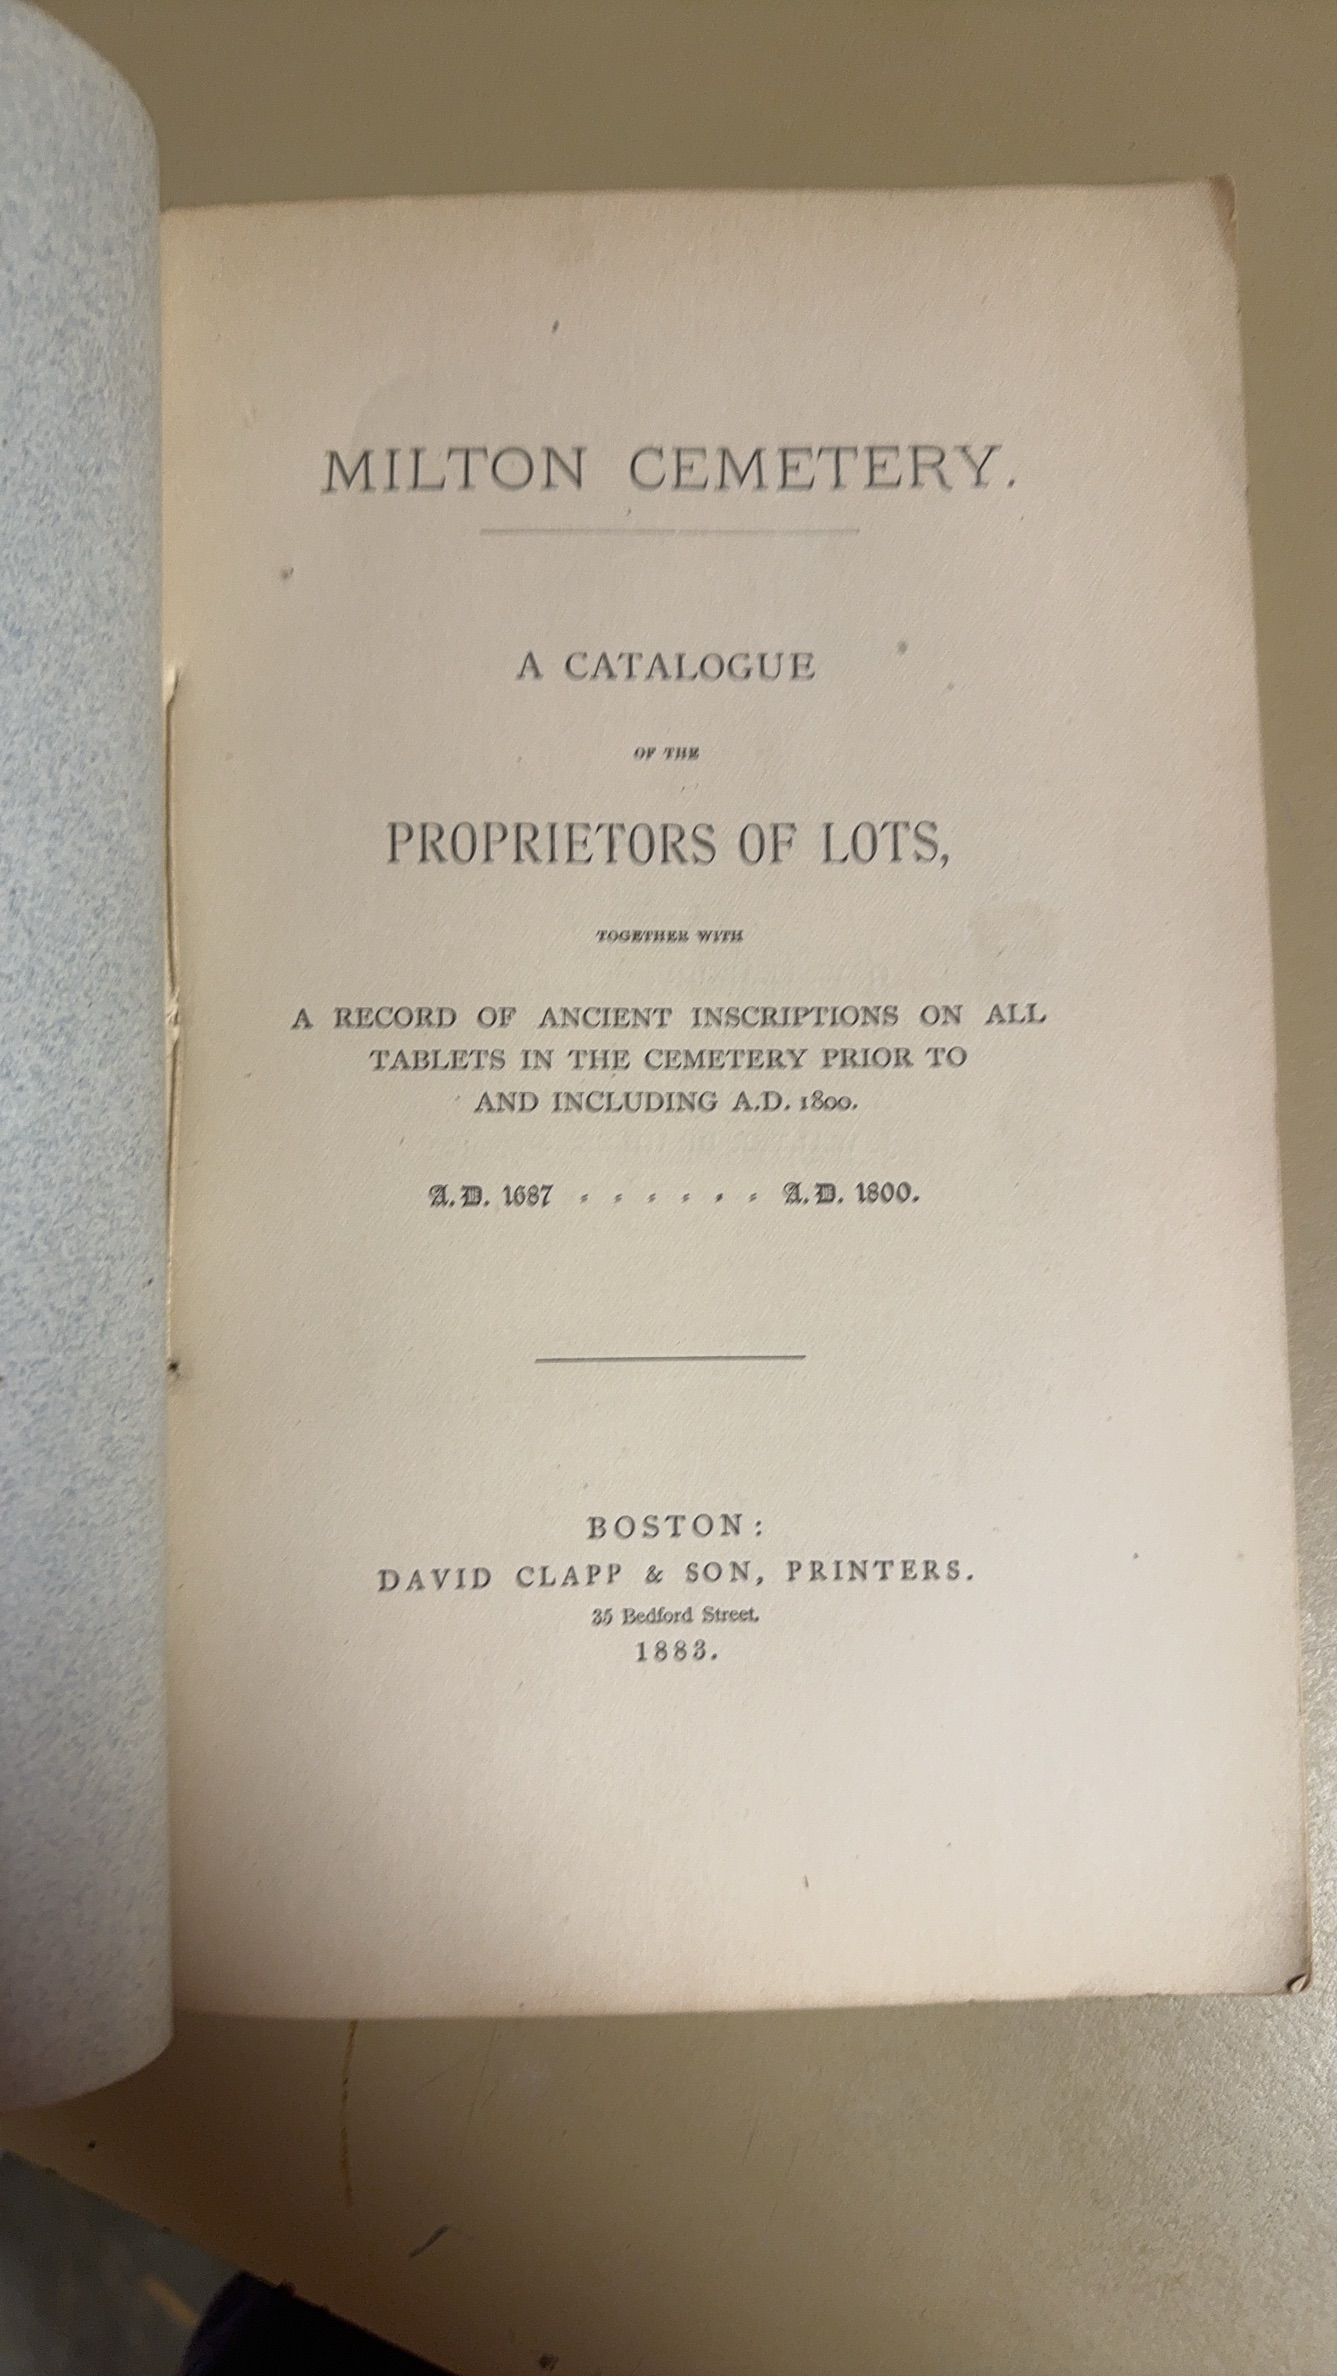 MILTON CEMETERY.
A CATALOGUE
OF THE
PROPRIETORS OF LOTS,
TOGETHER WITH
A RECORD OF ANCIENT INSCRIPTIONS ON ALL
TABLETS IN THE CEMETERY PRIOR TO
AND INCLUDING A.D. 1800.
A.D. 1687 . . . . . . A.D. 1800.
BOSTON:
DAVID CLAPP & SON, PRINTERS.
35 Bedford Street.
1883.